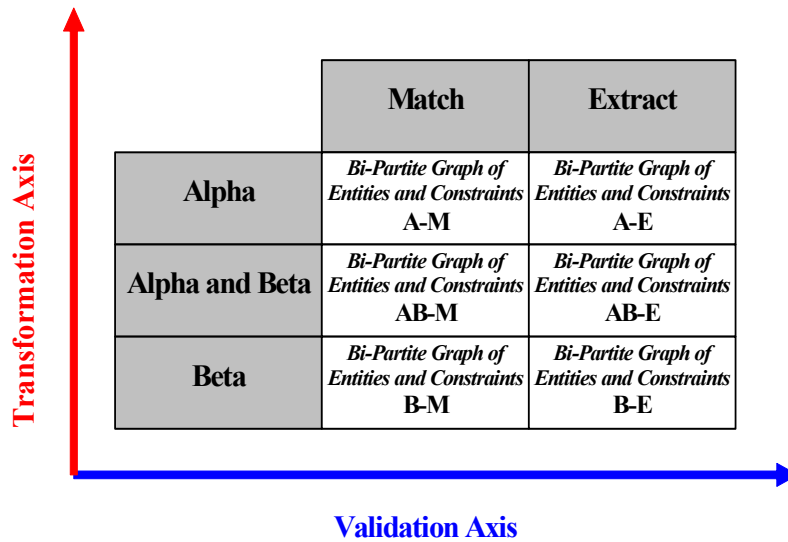 Match
Extract
Transformation Axis
Alpha
Bi-Partite Graph of
Entities and Constraints
A-M
Bi-Partite Graph of
Entities and Constraints
A-E
Alpha and Beta
Bi-Partite Graph of
Entities and Constraints
AB-M
Bi-Partite Graph of
Entities and Constraints
AB-E
Beta
Bi-Partite Graph of
Entities and Constraints
B-M
Bi-Partite Graph of
Entities and Constraints
B-E
Validation Axis